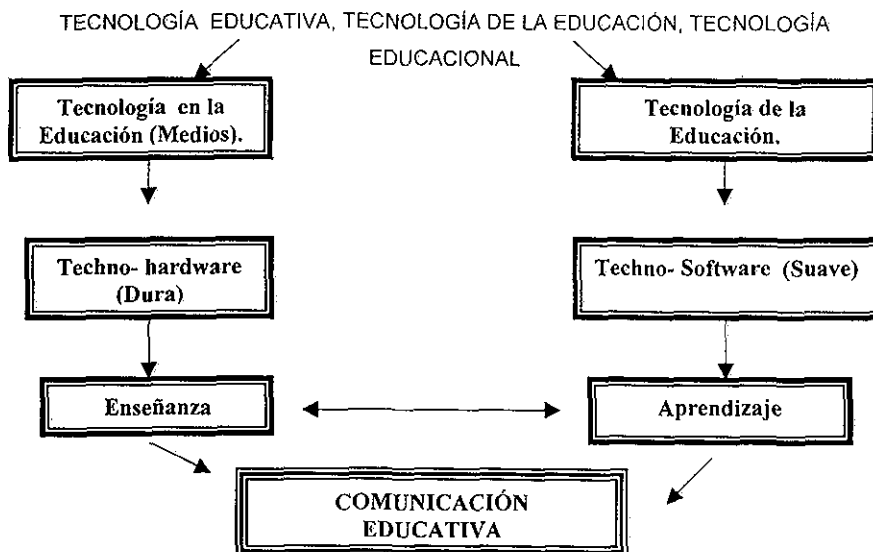 TECNOLOGÍA EDUCATIVA, TECNOLOGÍA DE LA EDUCACIÓN, TECNOLOGÍA
EDUCACIONAL
Tecnología en la
Educación (Medios).
Tecnología de la
Educación.
Techno- hardware
(Dura)
Techno- Software (Suave)
Enseñanza
Aprendizaje
COMUNICACIÓN
EDUCATIVA